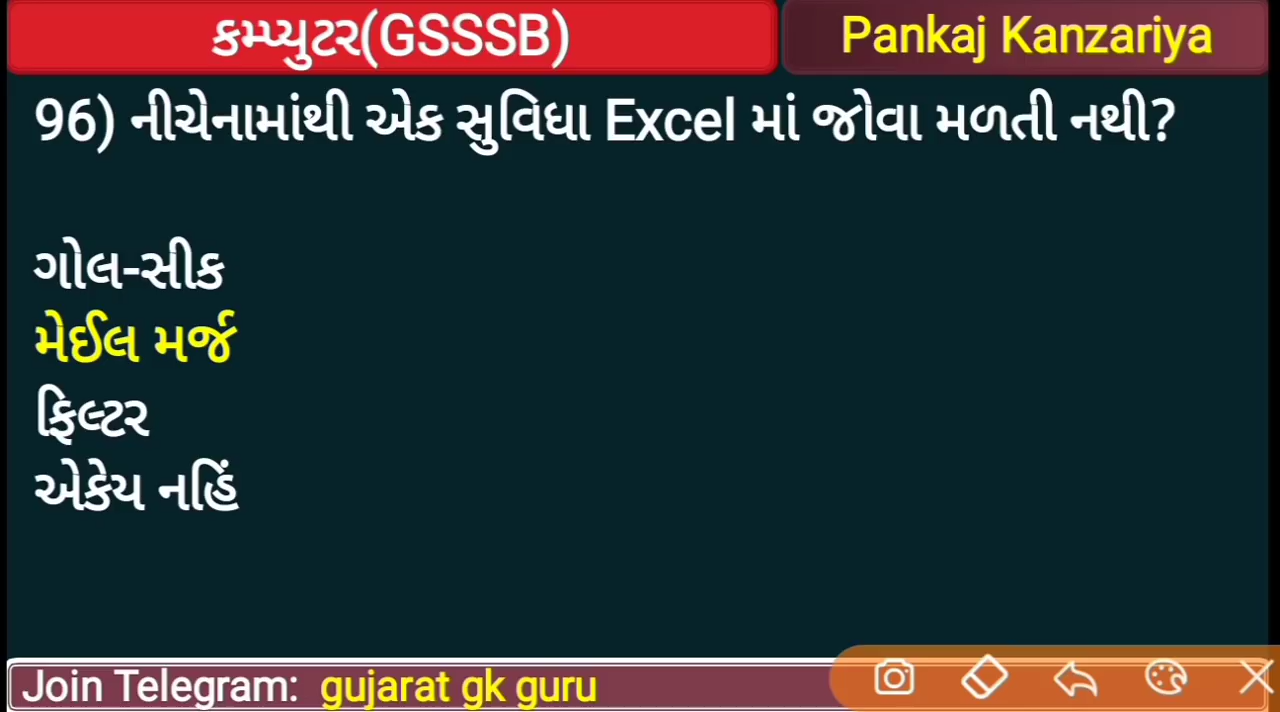 કમ્પ્યુટર(GSSSB)
Pankaj Kanzariya
96) નીચેનામાંથી એક સુવિધા Excel માં જોવા મળતી નથી?
ગોલ-સીક
મેઈલ મર્જ
ફિલ્ટર
એકેય નહિં
Join Telegram: gujarat gk guru